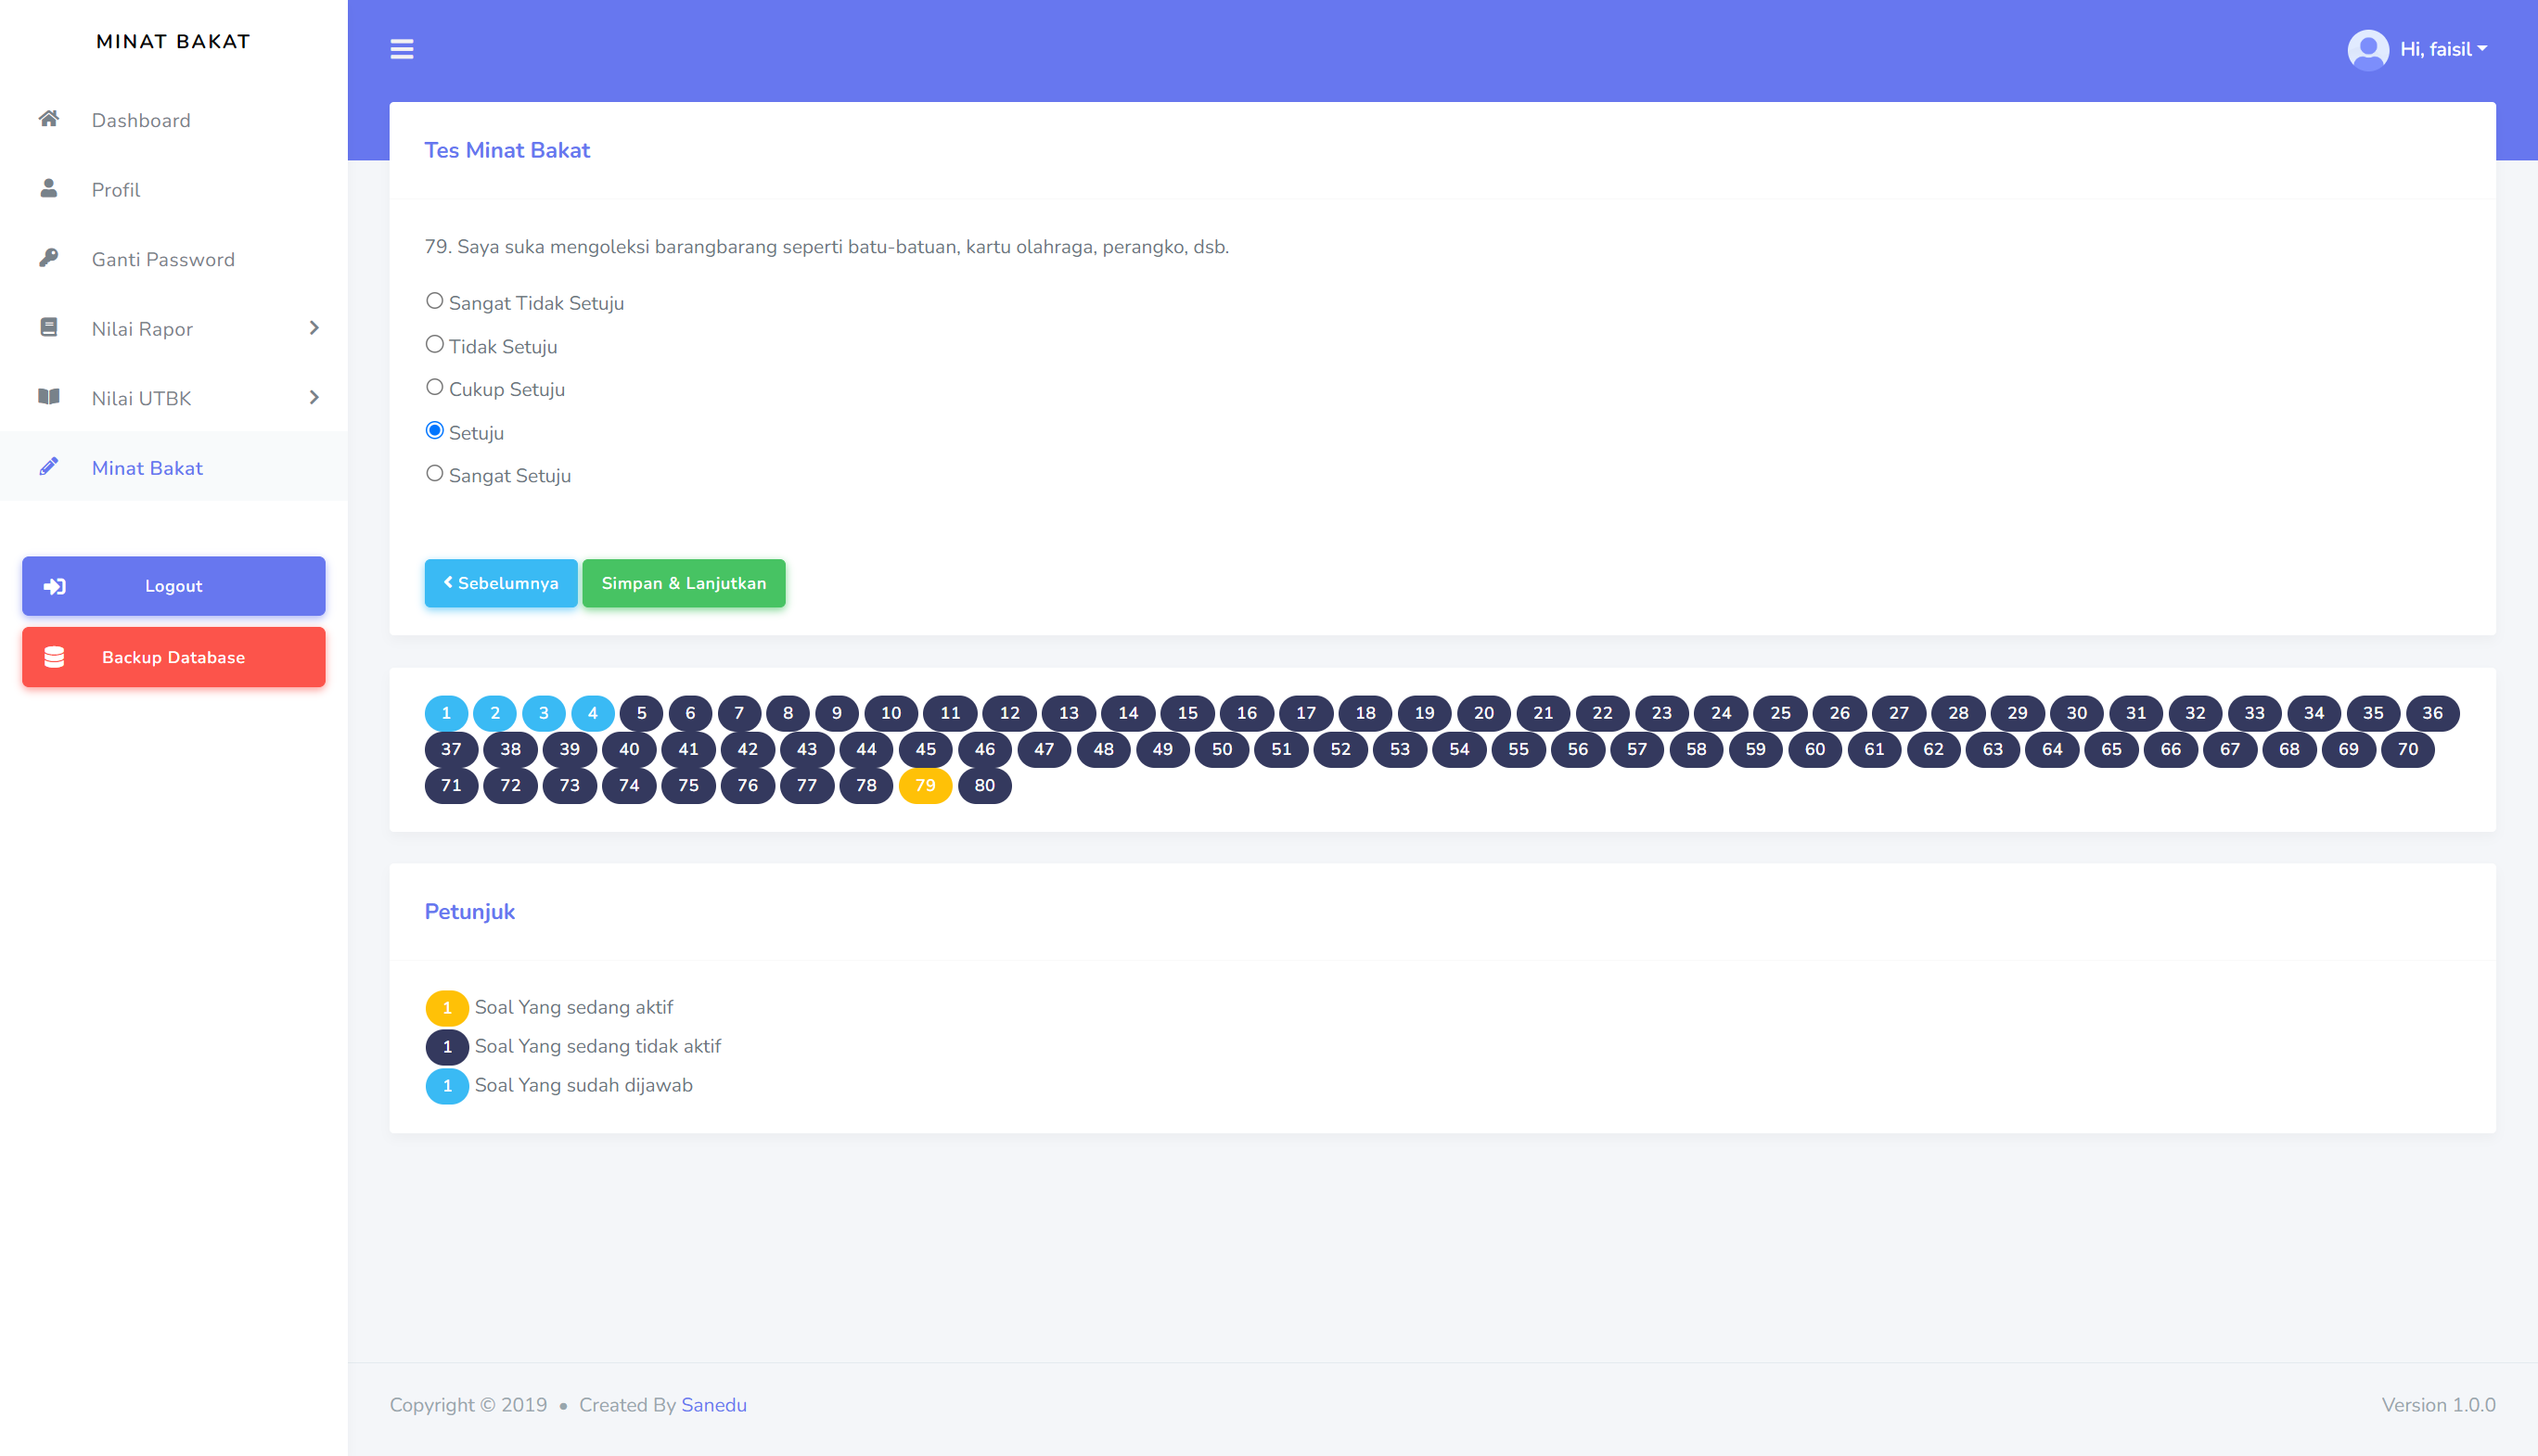 MINAT BAKAT
Dashboard
Profil
Ganti Password
Nilai Rapor
Nilai UTBK
Minat Bakat
Logout
Backup Database
Hi, faisil
Tes Minat Bakat
79. Saya suka mengoleksi barangbarang seperti batu-batuan, kartu olahraga, perangko, dsb.
Sangat Tidak Setuju
Tidak Setuju
Cukup Setuju
Setuju
Sangat Setuju
Sebelumnya Simpan & Lanjutkan
1 2 3 4 5 6 7 8 9 10 11 12 13 14 15 16 17 18 19 20 21 22 23 24 25 26 27 28 29 30 31 32 33 34 35 36
37 38 39 40 41 42 43 44 45 46 47 48 49 50 51 52 53 54 55 56 57 58 59 60 61 62 63 64 65 66 67 68 69 70
71 72 73 74 75 76 77 78 79 80
Petunjuk
1 Soal Yang sedang aktif
1 Soal Yang sedang tidak aktif
1 Soal Yang sudah dijawab
Copyright © 2019 • Created By Sanedu
Version 1.0.0